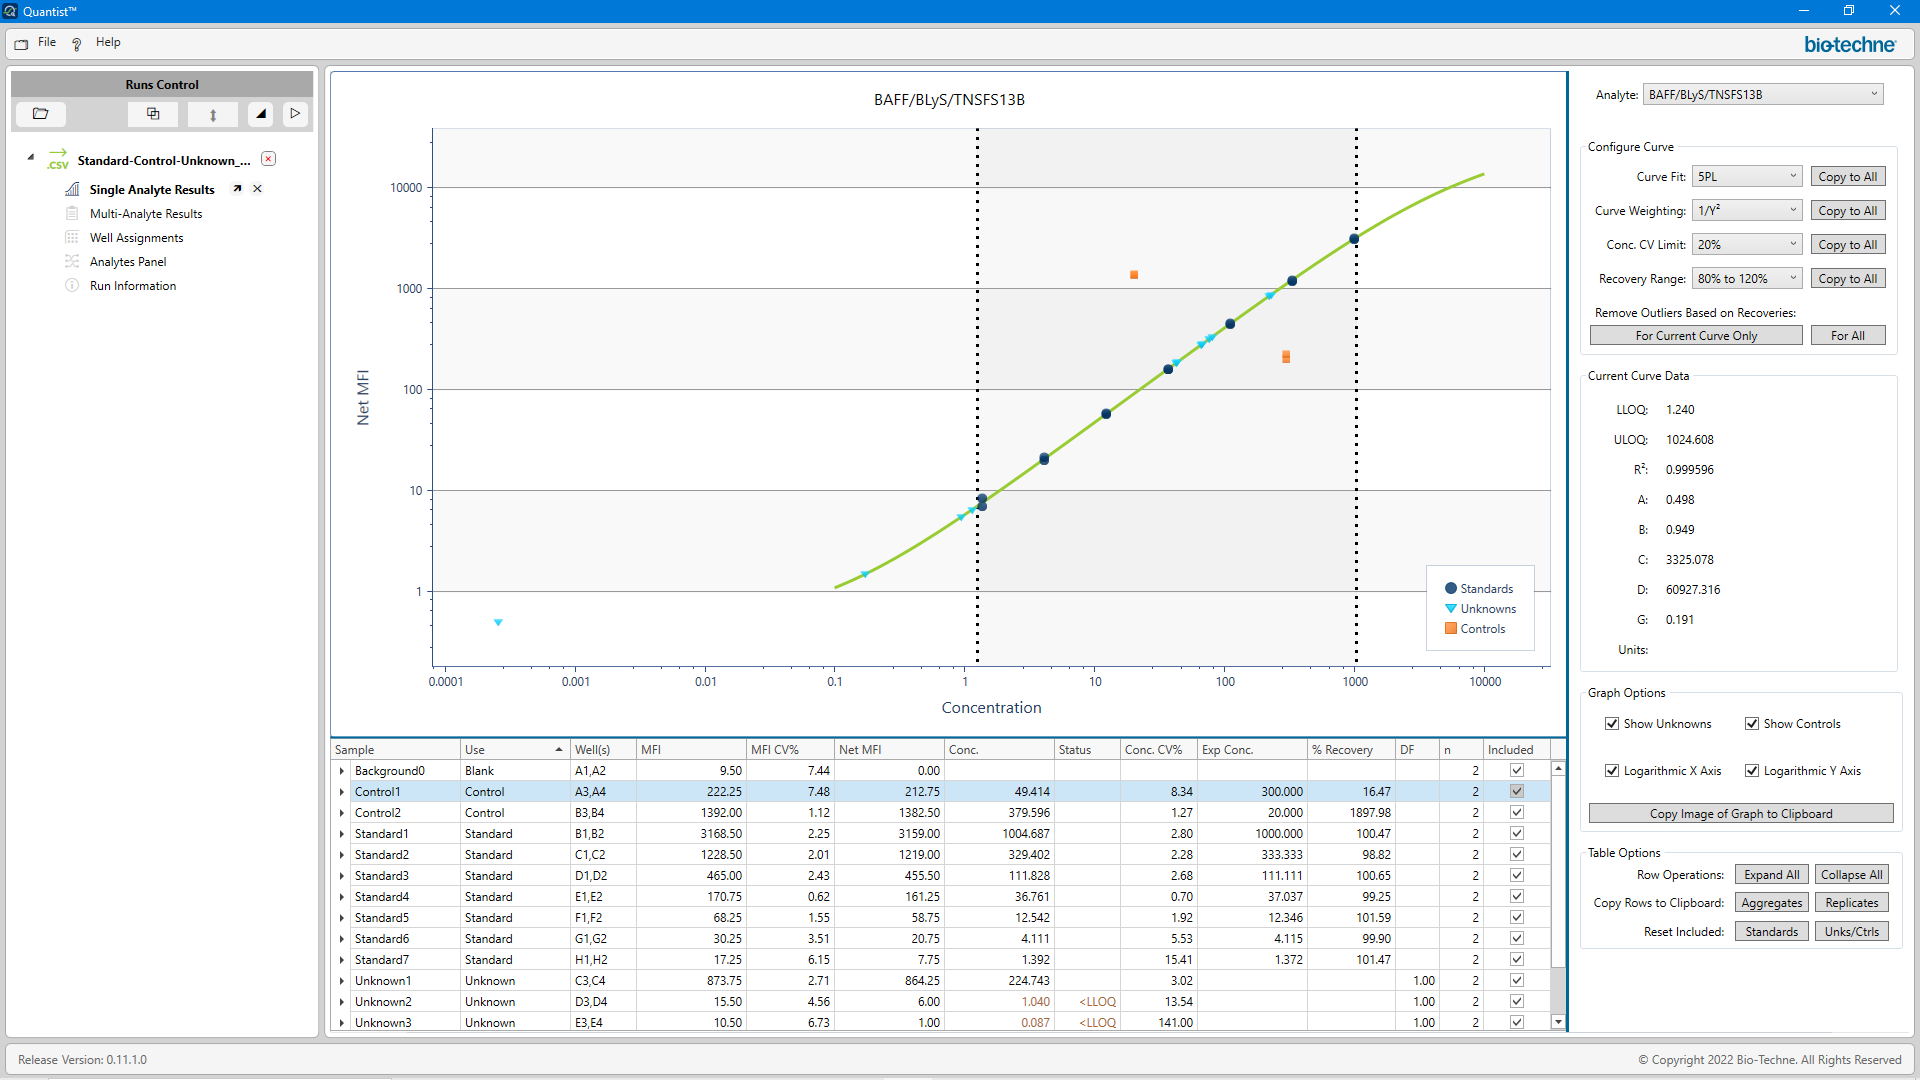 Quantist™
File Help
bio-techne
Runs Control
.CSV Standard-Control-Unknown_...
Single Analyte Results
Multi-Analyte Results
Well Assignments
Analytes Panel
Run Information
BAFF/BLyS/TNSFS13B
Net MFI
10000
1000
100
10
1
0.0001 0.001 0.01 0.1 1 10 100 1000 10000
Concentration
Standards
Unknowns
Controls
Sample Use Well(s) MFI MFI CV% Net MFI Conc. Status Conc. CV% Exp Conc. % Recovery DF n Included
Background0 Blank A1,A2 9.50 7.44 0.00 2
Control1 Control A3,A4 222.25 7.48 212.75 49.414 8.34 300.000 16.47 2
Control2 Control B3,B4 1392.00 1.12 1382.50 379.596 1.27 20.000 1897.98 2
Standard1 Standard B1,B2 3168.50 2.25 3159.00 1004.687 2.80 1000.000 100.47 2
Standard2 Standard C1,C2 1228.50 2.01 1219.00 329.402 2.28 333.333 98.82 2
Standard3 Standard D1,D2 465.00 2.43 455.50 111.828 2.68 111.111 100.65 2
Standard4 Standard E1,E2 170.75 0.62 161.25 36.761 0.70 37.037 99.25 2
Standard5 Standard F1,F2 68.25 1.55 58.75 12.542 1.92 12.346 101.59 2
Standard6 Standard G1,G2 30.25 3.51 20.75 4.111 5.53 4.115 99.90 2
Standard7 Standard H1,H2 17.25 6.15 7.75 1.392 15.41 1.372 101.47 2
Unknown1 Unknown C3,C4 873.75 2.71 864.25 224.743 3.02 1.00 2
Unknown2 Unknown D3,D4 15.50 4.56 6.00 1.040 <LLOQ 13.54 1.00 2
Unknown3 Unknown E3,E4 10.50 6.73 1.00 0.087 <LLOQ 141.00 1.00 2
Analyte: BAFF/BLyS/TNSFS13B
Configure Curve
Curve Fit: 5PL Copy to All
Curve Weighting: 1/Y² Copy to All
Conc. CV Limit: 20% Copy to All
Recovery Range: 80% to 120% Copy to All
Remove Outliers Based on Recoveries:
For Current Curve Only For All
Current Curve Data
LLOQ: 1.240
ULOQ: 1024.608
R²: 0.999596
A: 0.498
B: 0.949
C: 3325.078
D: 60927.316
G: 0.191
Units:
Graph Options
Show Unknowns Show Controls
Logarithmic X Axis Logarithmic Y Axis
Copy Image of Graph to Clipboard
Table Options
Row Operations: Expand All Collapse All
Copy Rows to Clipboard: Aggregates Replicates
Reset Included: Standards Unks/Ctrls
Release Version: 0.11.1.0
© Copyright 2022 Bio-Techne. All Rights Reserved